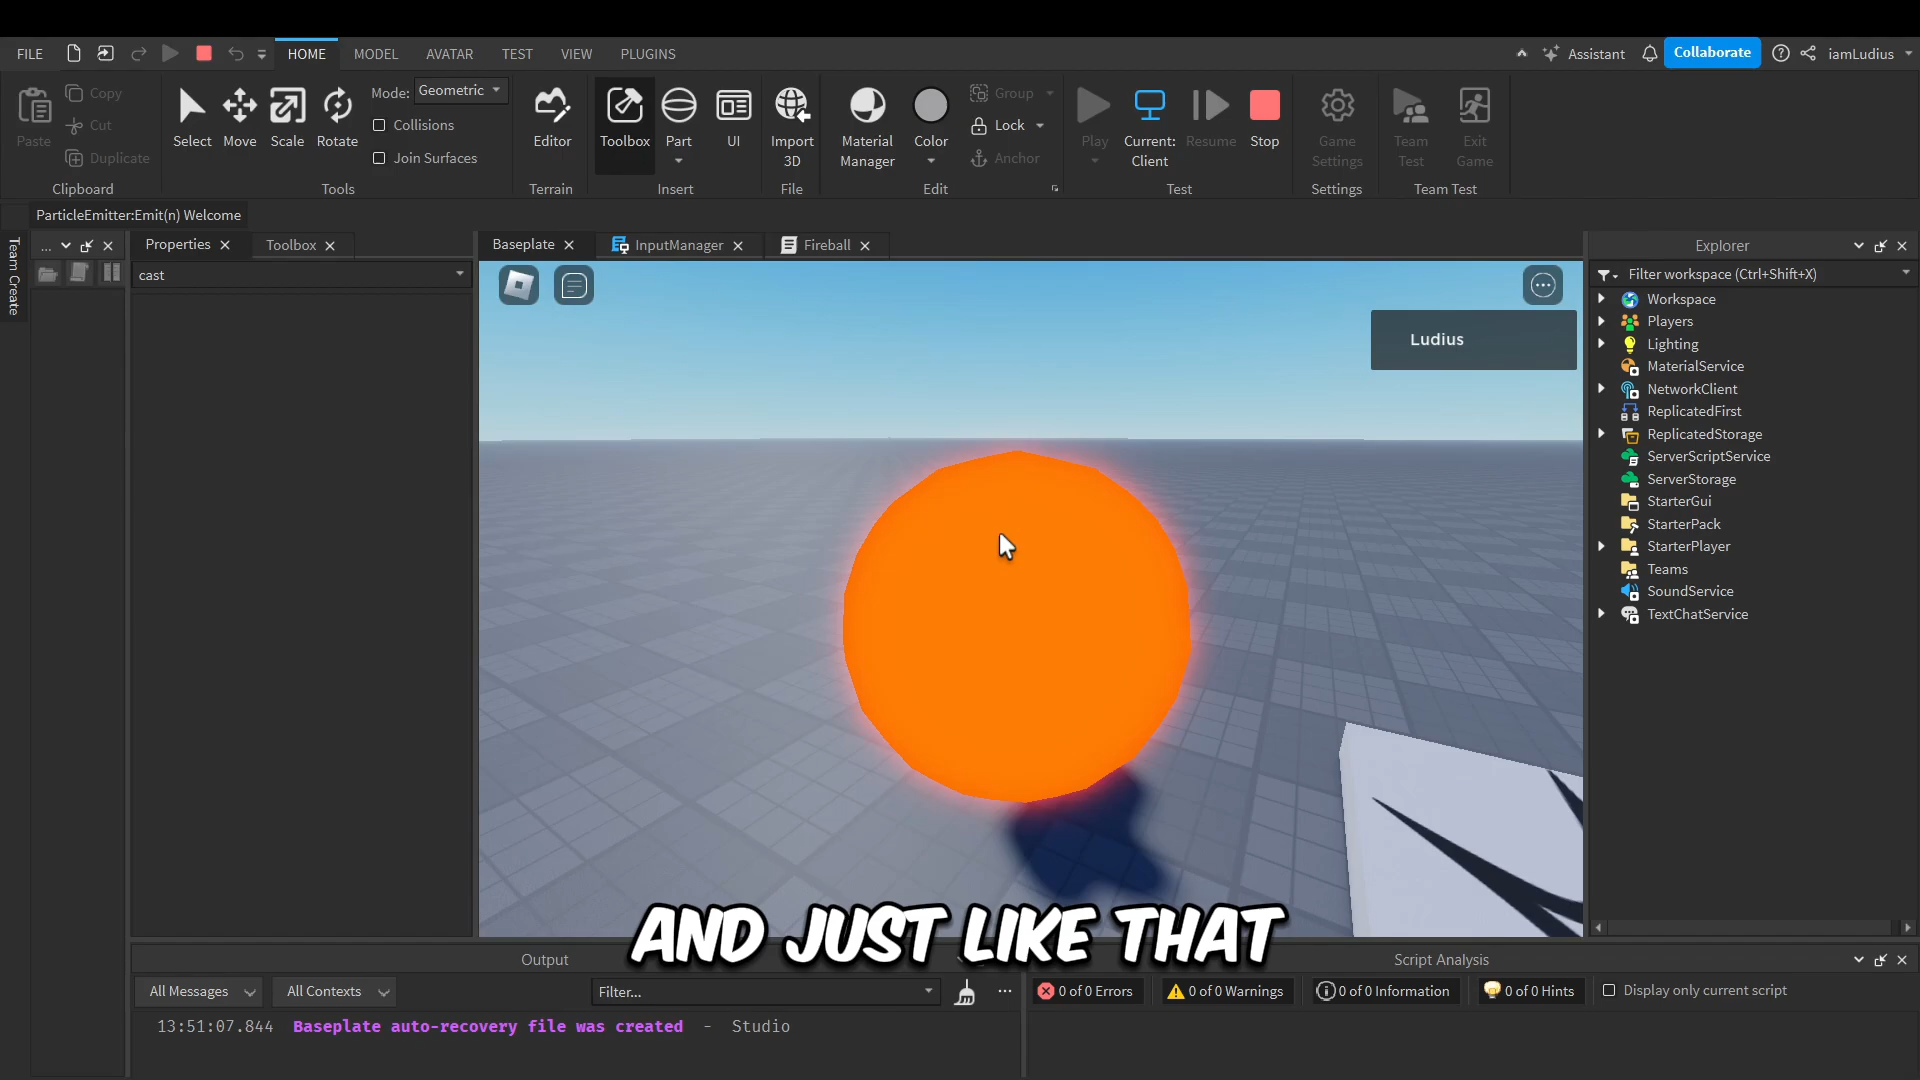 FILE
HOME
MODEL
AVATAR
TEST
VIEW
PLUGINS
Assistant
Collaborate
iamLudius
Paste
Copy
Cut
Duplicate
Clipboard
Select
Move
Scale
Rotate
Mode: Geometric
Collisions
Join Surfaces
Tools
Editor
Terrain
Toolbox
Part
UI
Insert
Import 3D
File
Material Manager
Color
Group
Lock
Anchor
Edit
Play
Current: Client
Resume
Stop
Test
Game Settings
Settings
Team Test
Exit Game
Team Test
ParticleEmitter:Emit(n) Welcome
Team Create
...
Properties
Toolbox
cast
Baseplate
InputManager
Fireball
Ludius
Explorer
Filter workspace (Ctrl+Shift+X)
Workspace
Players
Lighting
MaterialService
NetworkClient
ReplicatedFirst
ReplicatedStorage
ServerScriptService
ServerStorage
StarterGui
StarterPack
StarterPlayer
Teams
SoundService
TextChatService
AND JUST LIKE THAT
Output
All Messages
All Contexts
Filter...
13:51:07.844 Baseplate auto-recovery file was created - Studio
Script Analysis
0 of 0 Errors
0 of 0 Warnings
0 of 0 Information
0 of 0 Hints
Display only current script